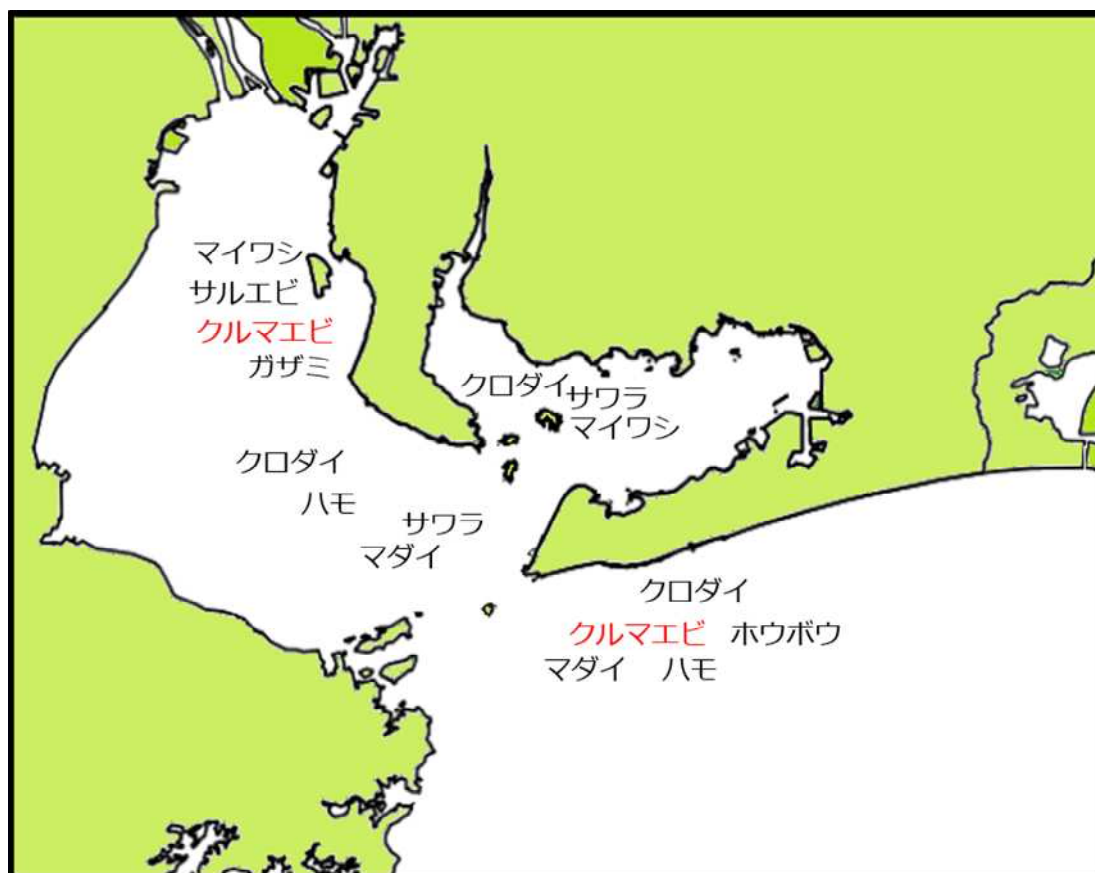 マイワシ
サルエビ
クルマエビ
ガザミ
クロダイ
サワラ
マイワシ
クロダイ
ハモ
サワラ
マダイ
クロダイ
クルマエビ ホウボウ
マダイ ハモ